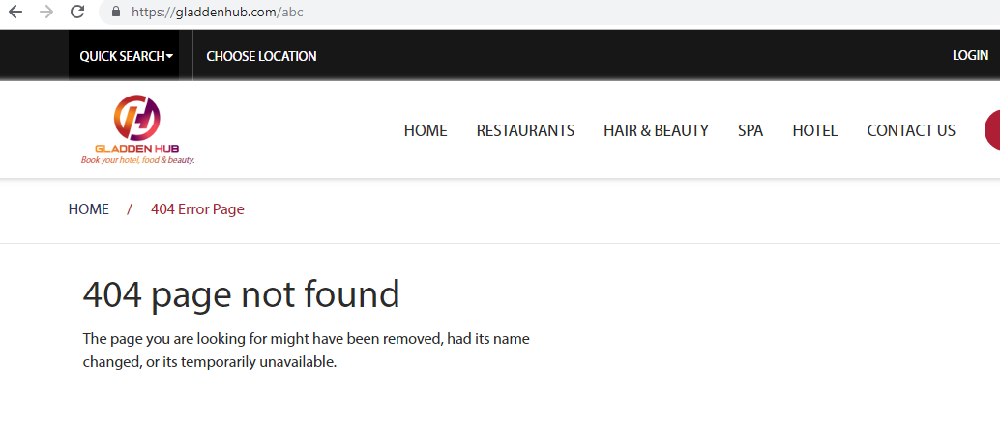 https://gladdenhub.com/abc
QUICK SEARCH CHOOSE LOCATION LOGIN
GLADDEN HUB
Book your hotel, food & beauty.
HOME RESTAURANTS HAIR & BEAUTY SPA HOTEL CONTACT US
HOME / 404 Error Page
404 page not found
The page you are looking for might have been removed, had its name
changed, or its temporarily unavailable.